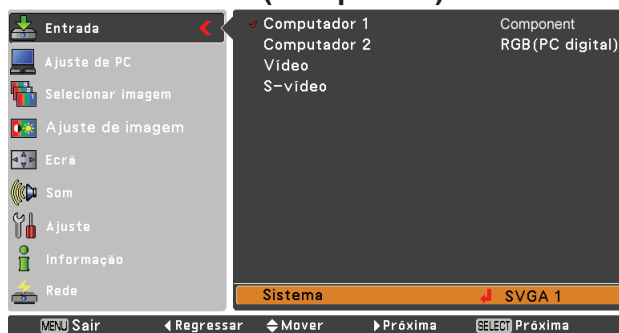 Entrada
Ajuste de PC
Selecionar imagem
Ajuste de imagem
Ecrã
Som
Ajuste
Informação
Rede
Computador 1 Component
Computador 2 RGB(PC digital)
Vídeo
S-vídeo
Sistema SVGA 1
MENU Sair Regressar Mover Próxima SELECT Próxima